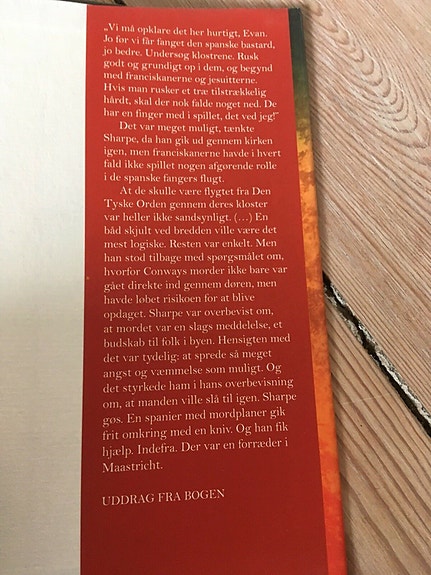 „Vi må opklare det her hurtigt, Evan.
Jo før vi får fanget den spanske bastard,
jo bedre. Undersøg klostrene. Rusk
godt og grundigt op i dem, og begynd
med franciskanerne og jesuitterne.
Hvis man rusker et træ tilstrækkelig
hårdt, skal der nok falde noget ned. De
har en finger med i spillet, det ved jeg!"
Det var meget muligt, tænkte
Sharpe, da han gik ud gennem kirken
igen, men franciskanerne havde i hvert
fald ikke spillet nogen afgørende rolle
i de spanske fangers flugt.
At de skulle være flygtet fra Den
Tyske Orden gennem deres kloster
var heller ikke sandsynligt. (…) En
båd skjult ved bredden ville være det
mest logiske. Resten var enkelt. Men
han stod tilbage med spørgsmålet om,
hvorfor Conways morder ikke bare var
gået direkte ind gennem døren, men
havde løbet risikoen for at blive
opdaget. Sharpe var overbevist om,
at mordet var en slags meddelelse, et
budskab til folk i byen. Hensigten med
det var tydelig: at sprede så meget
angst og væmmelse som muligt. Og
det styrkede ham i hans overbevisning
om, at manden ville slå til igen. Sharpe
gøs. En spanier med mordplaner gik
frit omkring med en kniv. Og han fik
hjælp. Indefra. Der var en forræder i
Maastricht.
UDDRAG FRA BOGEN